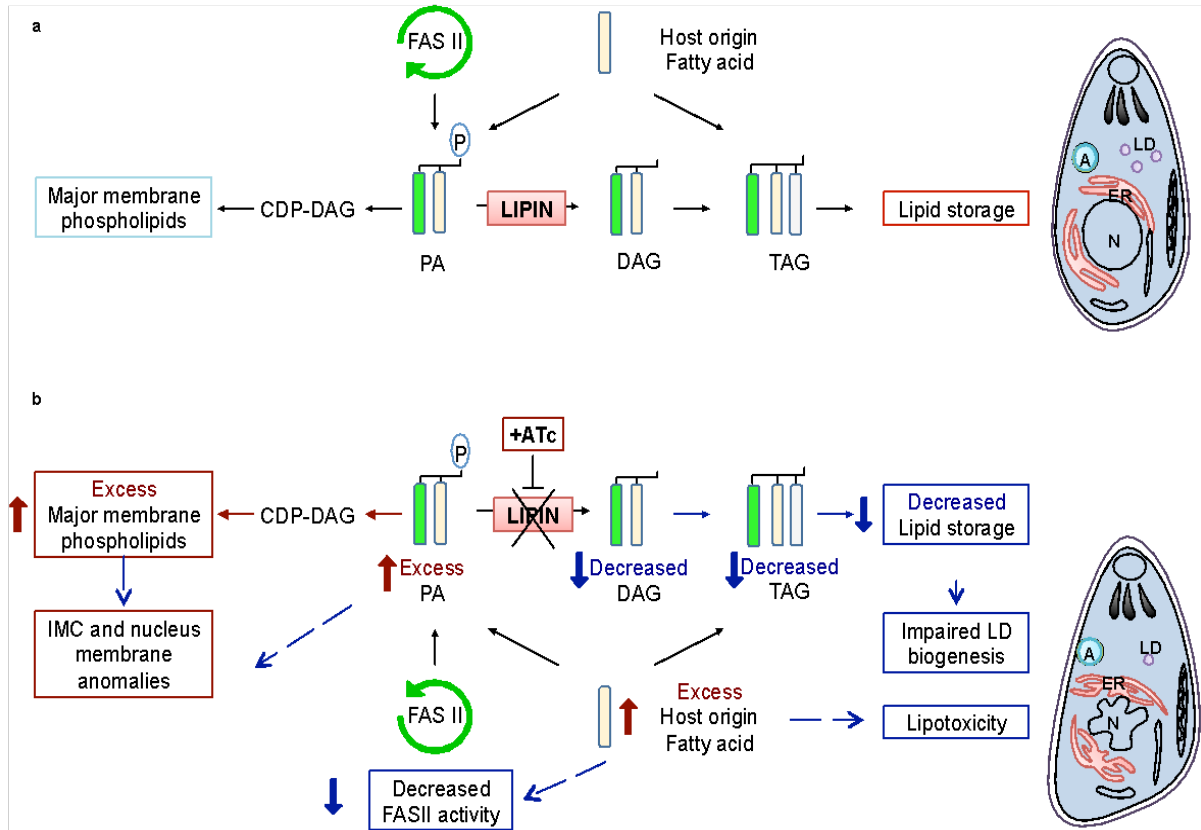 a
FAS II
Host origin
Fatty acid
P
LD
A
ER
N
Major membrane
phospholipids
CDP-DAG
LIPIN
Lipid storage
PA
DAG
TAG
b
+ATc
P
Excess
Major membrane
phospholipids
CDP-DAG
LIPIN
Decreased
Lipid storage
Excess
PA
Decreased
DAG
Decreased
TAG
IMC and nucleus
membrane
anomalies
Impaired LD
biogenesis
A
LD
ER
N
FAS II
Excess
Host origin
Fatty acid
Lipotoxicity
Decreased
FASII activity